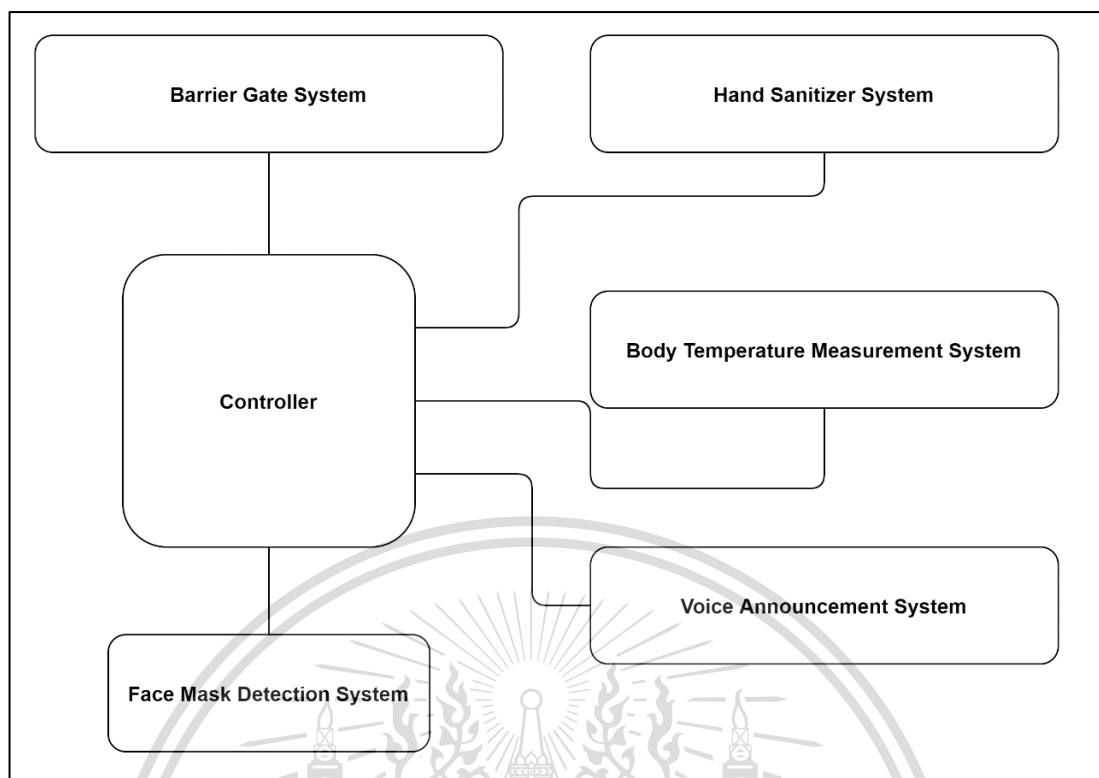 Barrier Gate System
Hand Sanitizer System
Body Temperature Measurement System
Controller
Voice Announcement System
Face Mask Detection System